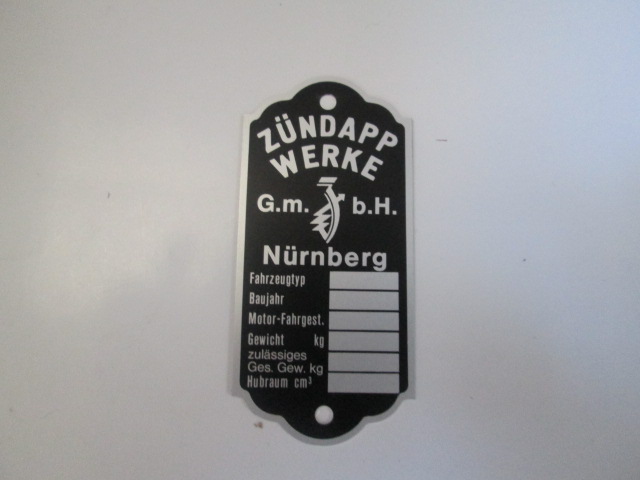 ZÜNDAPP
WERKE
G.m. b.H.
Nürnberg
Fahrzeugtyp
Baujahr
Motor-Fahrgest.
Gewicht kg
zulässiges
Ges. Gew. kg
Hubraum cm³